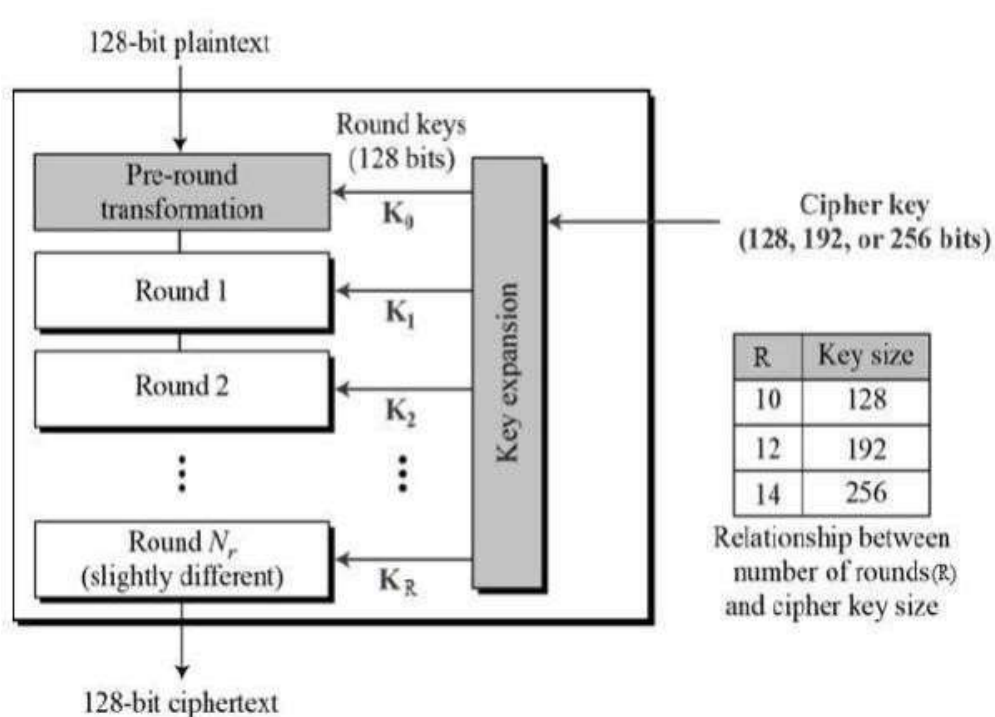 128-bit plaintext
Round keys
(128 bits)
Pre-round
transformation
K0
Cipher key
(128, 192, or 256 bits)
Round 1
K1
Round 2
K2
Key expansion
R Key size
10 128
12 192
14 256
Round Nr
(slightly different)
KR
Relationship between
number of rounds(R)
and cipher key size
128-bit ciphertext